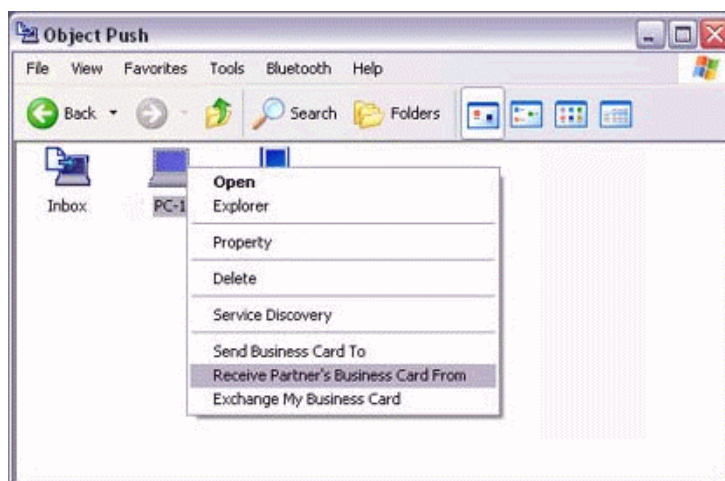 Object Push
File View Favorites Tools Bluetooth Help
Back Search Folders
Inbox PC-1
Open
Explorer
Property
Delete
Service Discovery
Send Business Card To
Receive Partner's Business Card From
Exchange My Business Card